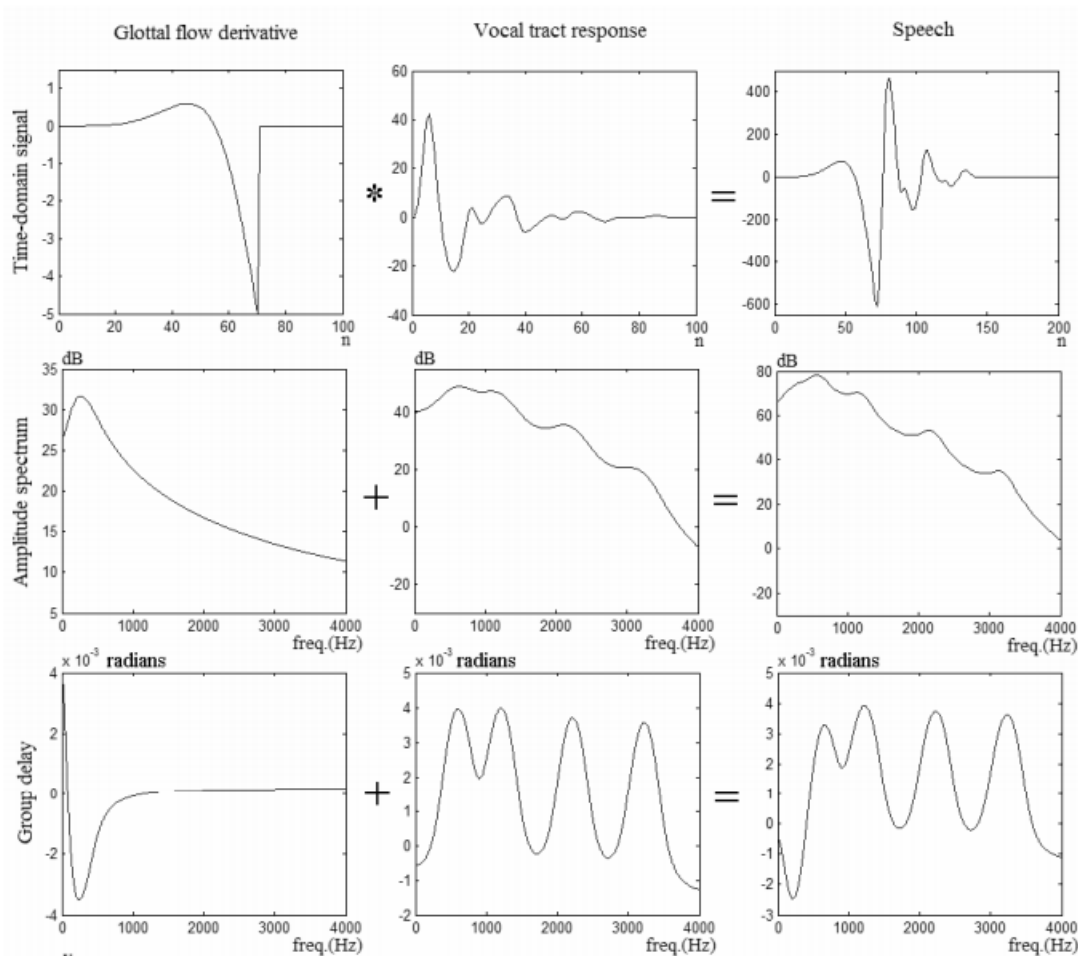 Glottal flow derivative Vocal tract response Speech
Time-domain signal
1
0
-1
-2
-3
-4
-5
0 20 40 60 80 100
n
*
60
40
20
0
-20
-40
0 20 40 60 80 100
n
=
400
200
0
-200
-400
-600
0 50 100 150 200
n
Amplitude spectrum
dB
35
30
25
20
15
10
5
0 1000 2000 3000 4000
freq.(Hz)
+
dB
40
20
0
-20
0 1000 2000 3000 4000
freq.(Hz)
=
dB
80
60
40
20
0
-20
0 1000 2000 3000 4000
freq.(Hz)
Group delay
x 10-3 radians
4
2
0
-2
-4
0 1000 2000 3000 4000
freq.(Hz)
+
x 10-3 radians
5
4
3
2
1
0
-1
-2
0 1000 2000 3000 4000
freq.(Hz)
=
x 10-3 radians
5
4
3
2
1
0
-1
-2
-3
0 1000 2000 3000 4000
freq.(Hz)